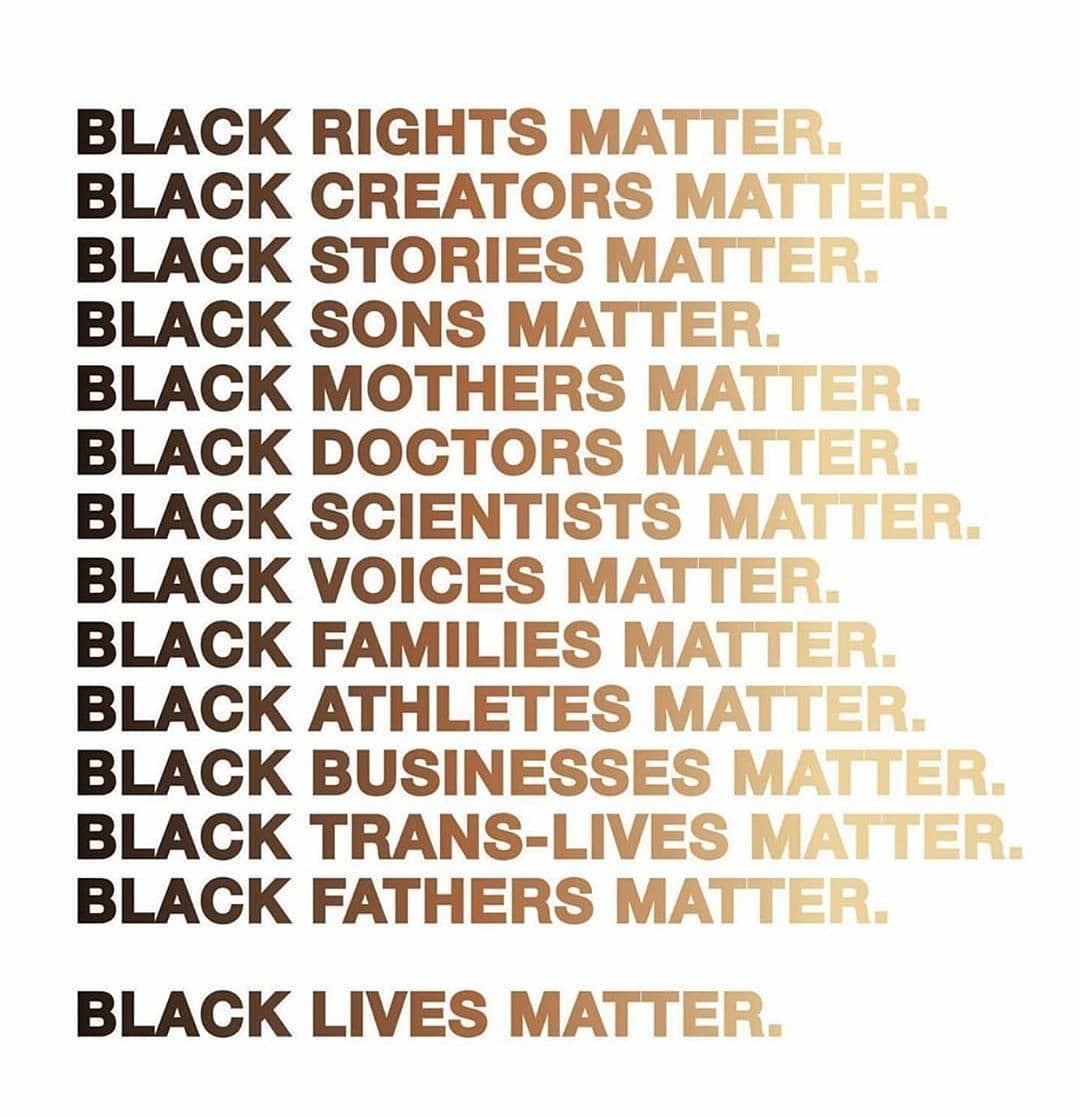 BLACK RIGHTS MATTER.
BLACK CREATORS MATTER.
BLACK STORIES MATTER.
BLACK SONS MATTER.
BLACK MOTHERS MATTER.
BLACK DOCTORS MATTER.
BLACK SCIENTISTS MATTER.
BLACK VOICES MATTER.
BLACK FAMILIES MATTER.
BLACK ATHLETES MATTER.
BLACK BUSINESSES MATTER.
BLACK TRANS-LIVES MATTER.
BLACK FATHERS MATTER.
BLACK LIVES MATTER.